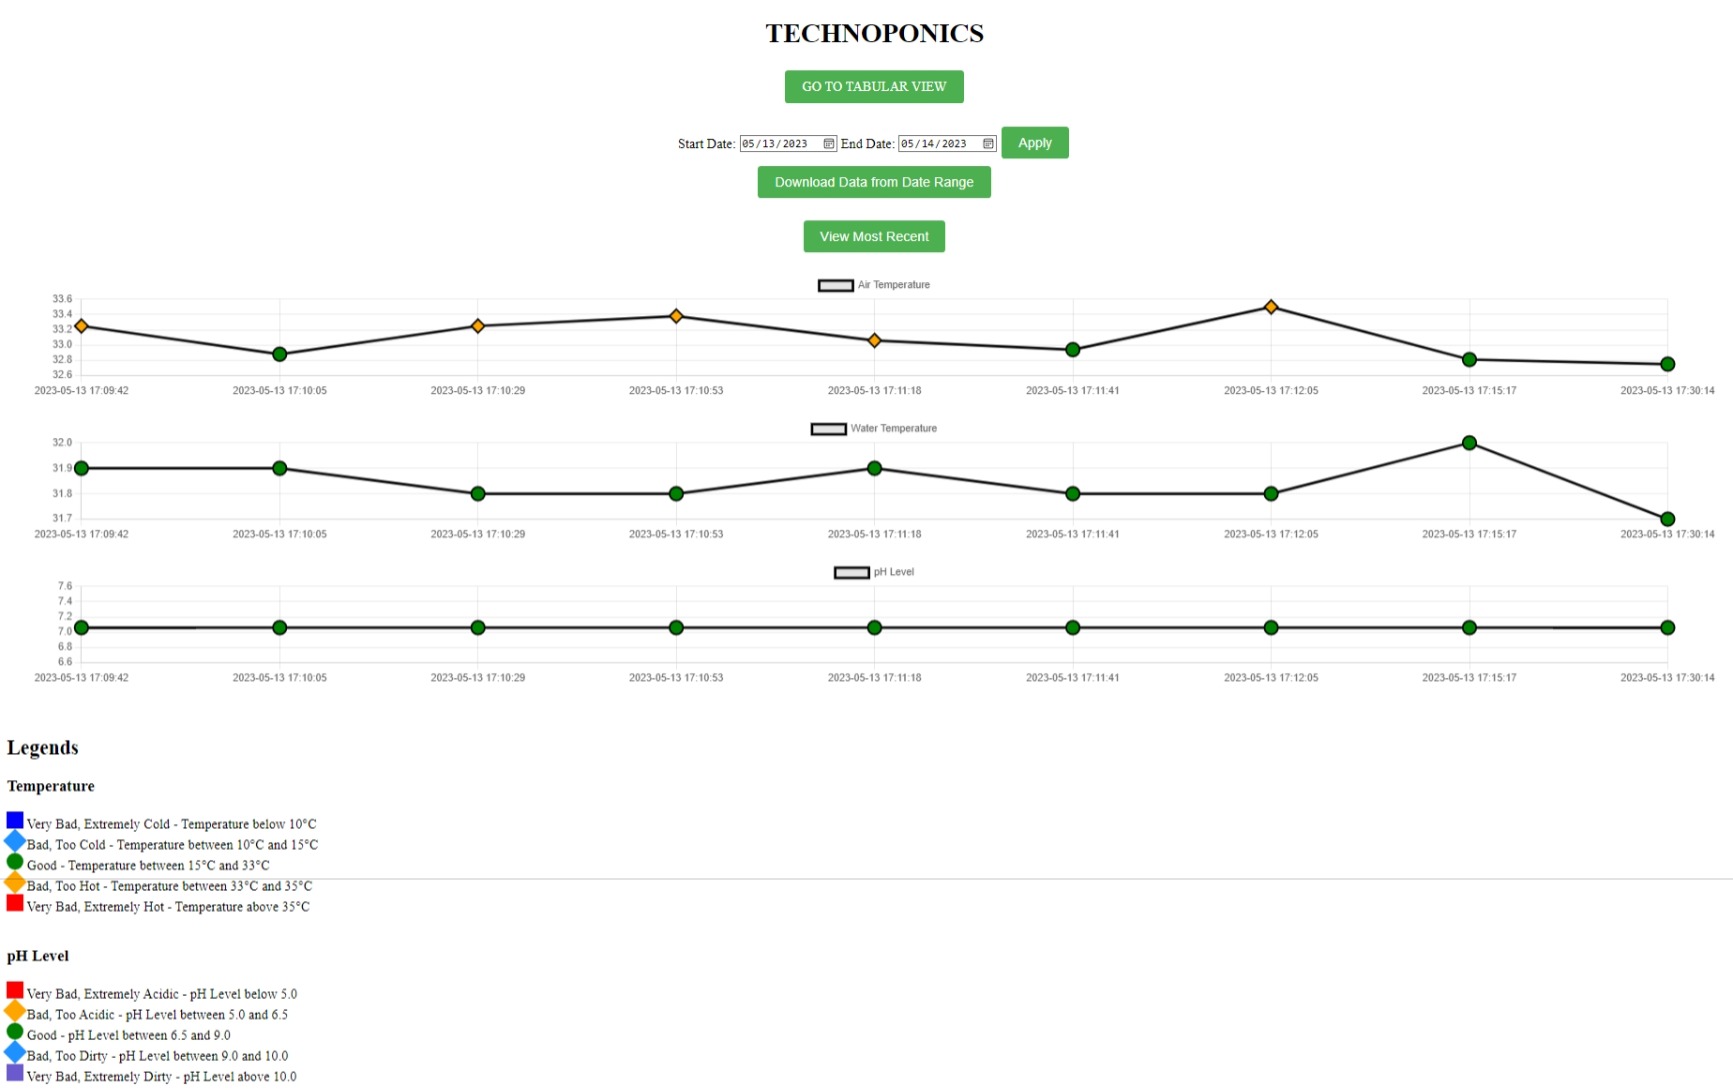 TECHNOPONICS
GO TO TABULAR VIEW
Start Date: 05/13/2023 End Date: 05/14/2023 Apply
Download Data from Date Range
View Most Recent
Air Temperature
33.6
33.4
33.2
33.0
32.8
32.6
2023-05-13 17:09:42 2023-05-13 17:10:05 2023-05-13 17:10:29 2023-05-13 17:10:53 2023-05-13 17:11:18 2023-05-13 17:11:41 2023-05-13 17:12:05 2023-05-13 17:15:17 2023-05-13 17:30:14
Water Temperature
32.0
31.9
31.8
31.7
2023-05-13 17:09:42 2023-05-13 17:10:05 2023-05-13 17:10:29 2023-05-13 17:10:53 2023-05-13 17:11:18 2023-05-13 17:11:41 2023-05-13 17:12:05 2023-05-13 17:15:17 2023-05-13 17:30:14
pH Level
7.6
7.4
7.2
7.0
6.8
6.6
2023-05-13 17:09:42 2023-05-13 17:10:05 2023-05-13 17:10:29 2023-05-13 17:10:53 2023-05-13 17:11:18 2023-05-13 17:11:41 2023-05-13 17:12:05 2023-05-13 17:15:17 2023-05-13 17:30:14
Legends
Temperature
Very Bad, Extremely Cold - Temperature below 10°C
Bad, Too Cold - Temperature between 10°C and 15°C
Good - Temperature between 15°C and 33°C
Bad, Too Hot - Temperature between 33°C and 35°C
Very Bad, Extremely Hot - Temperature above 35°C
pH Level
Very Bad, Extremely Acidic - pH Level below 5.0
Bad, Too Acidic - pH Level between 5.0 and 6.5
Good - pH Level between 6.5 and 9.0
Bad, Too Dirty - pH Level between 9.0 and 10.0
Very Bad, Extremely Dirty - pH Level above 10.0